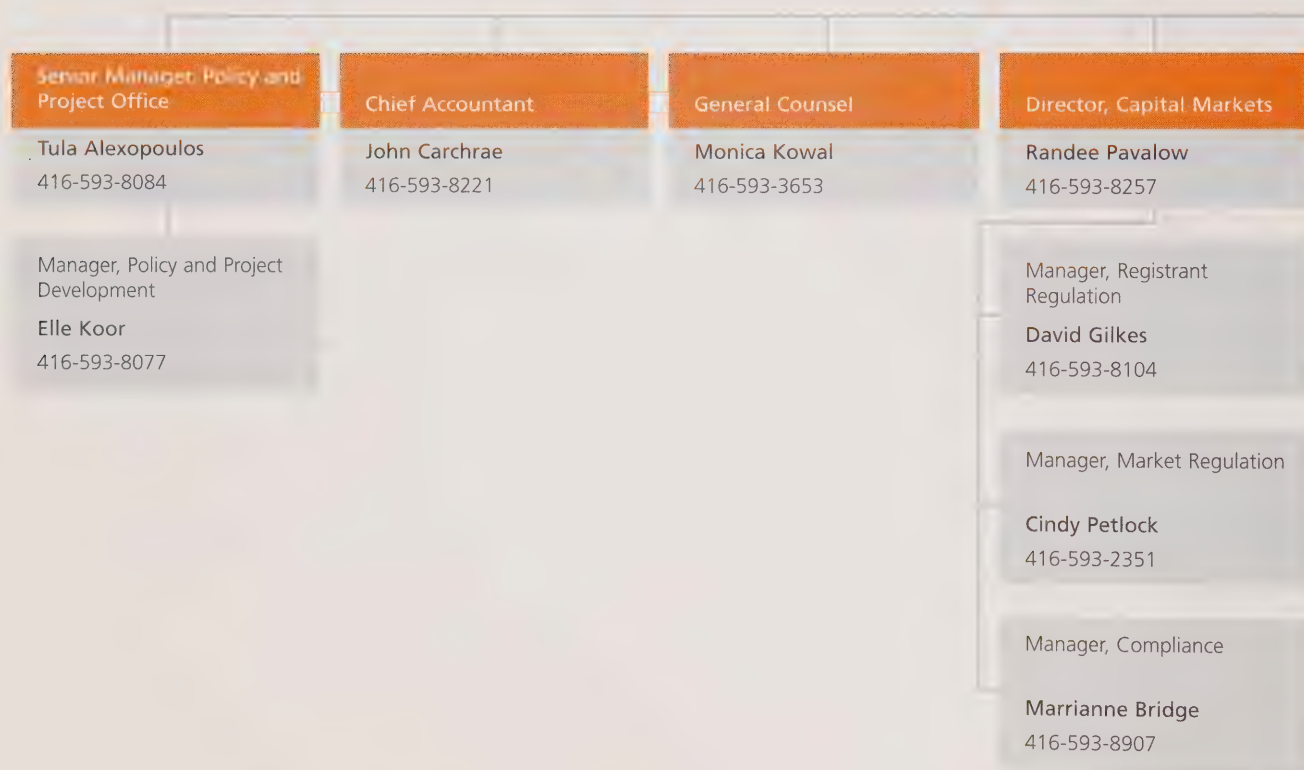 Senior Manager, Policy and
Project Office
Tula Alexopoulos
416-593-8084
Manager, Policy and Project
Development
Elle Koor
416-593-8077
Chief Accountant
John Carchrae
416-593-8221
General Counsel
Monica Kowal
416-593-3653
Director, Capital Markets
Randee Pavalow
416-593-8257
Manager, Registrant
Regulation
David Gilkes
416-593-8104
Manager, Market Regulation
Cindy Petlock
416-593-2351
Manager, Compliance
Marrianne Bridge
416-593-8907